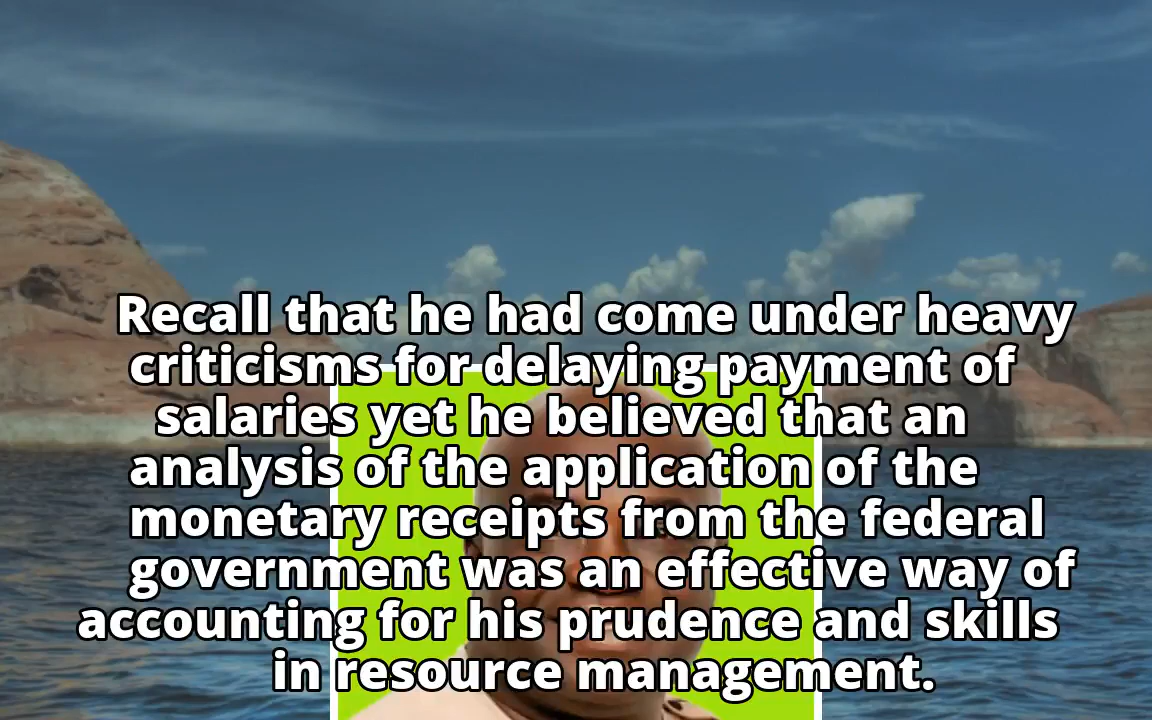 Recall that he had come under heavy
criticisms for delaying payment of
salaries yet he believed that an
analysis of the application of the
monetary receipts from the federal
government was an effective way of
accounting for his prudence and skills
in resource management.